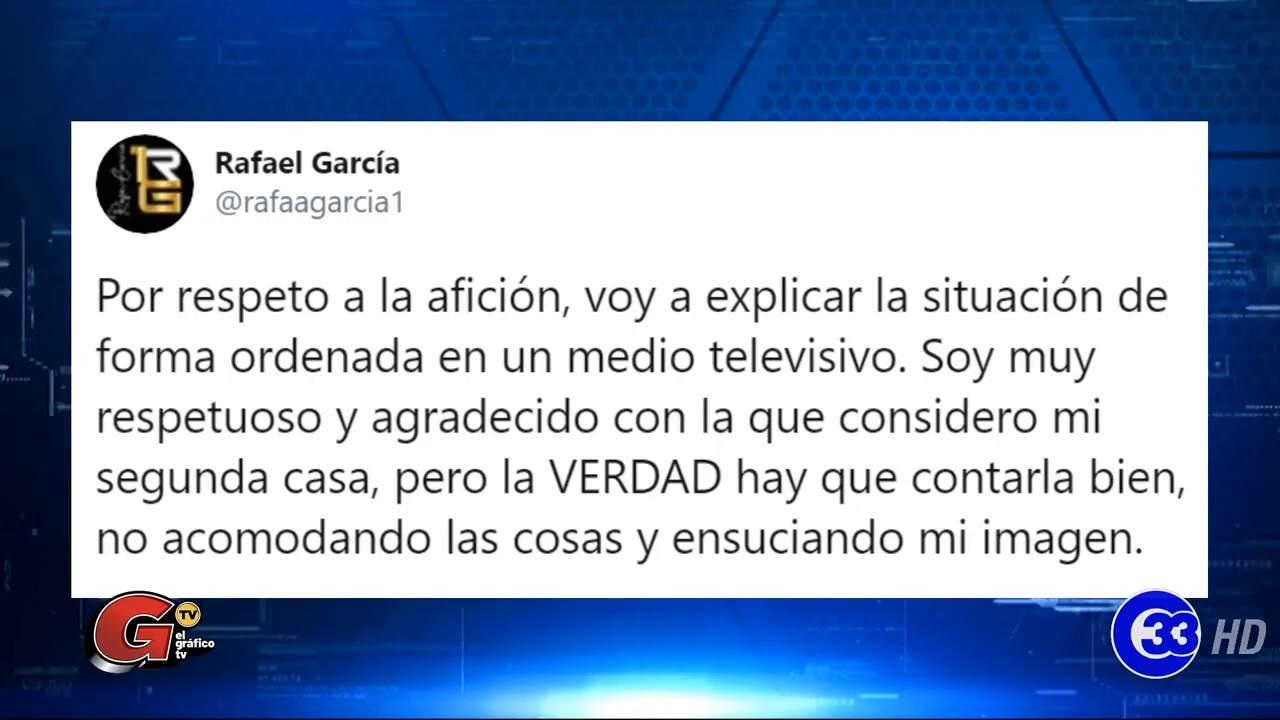 Rafael García
@rafaagarcia1
Por respeto a la afición, voy a explicar la situación de
forma ordenada en un medio televisivo. Soy muy
respetuoso y agradecido con la que considero mi
segunda casa, pero la VERDAD hay que contarla bien,
no acomodando las cosas y ensuciando mi imagen.
G TV
el
gráfico
tv
33 HD